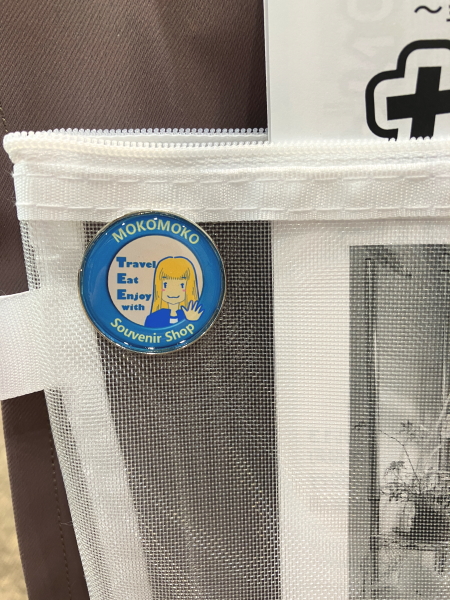 MOKOMOKO
Travel
Eat
Enjoy
with
Souvenir Shop